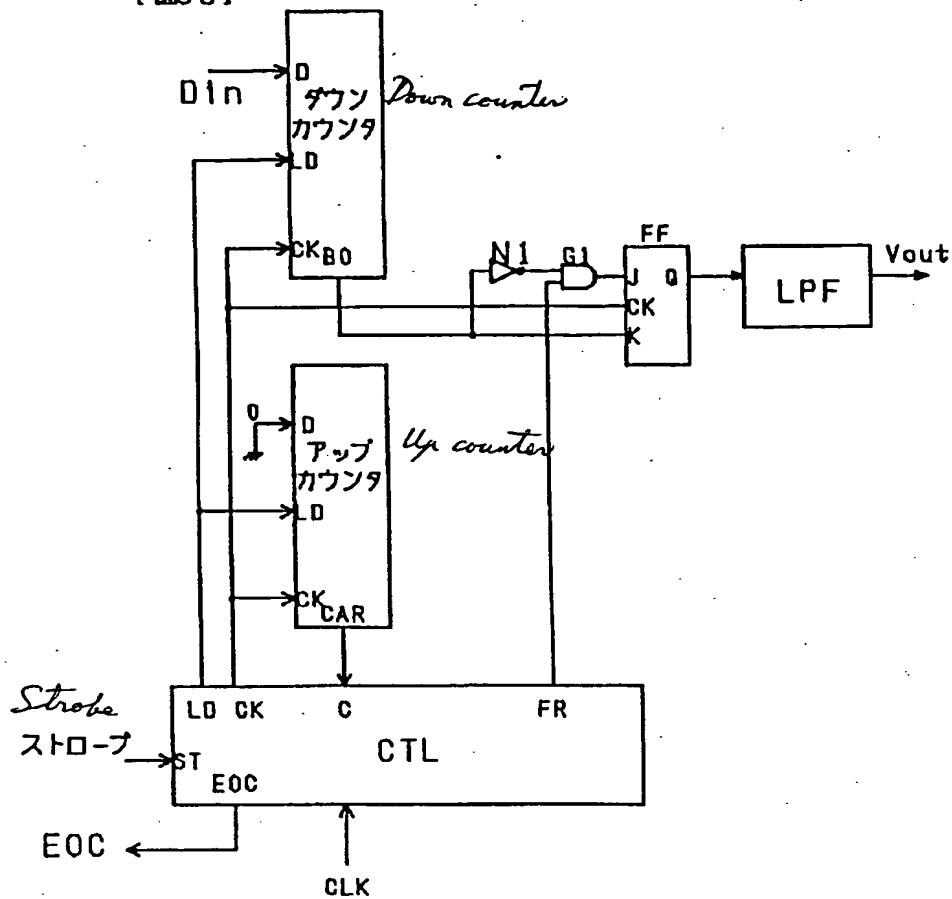 Din
D
ダウン
カウンタ
Down counter
LD
CK
BO
N1
G1
FF
J
Q
CK
K
LPF
Vout
0
D
アップ
カウンタ
Up counter
LD
CK
CAR
Strobe
ストローブ
LD
CK
C
FR
ST
CTL
EOC
EOC
CLK